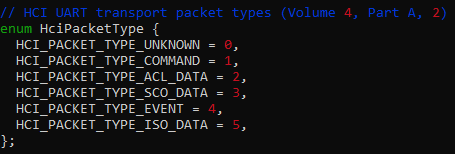 // HCI UART transport packet types (Volume 4, Part A, 2)
enum HciPacketType {
  HCI_PACKET_TYPE_UNKNOWN = 0,
  HCI_PACKET_TYPE_COMMAND = 1,
  HCI_PACKET_TYPE_ACL_DATA = 2,
  HCI_PACKET_TYPE_SCO_DATA = 3,
  HCI_PACKET_TYPE_EVENT = 4,
  HCI_PACKET_TYPE_ISO_DATA = 5,
};